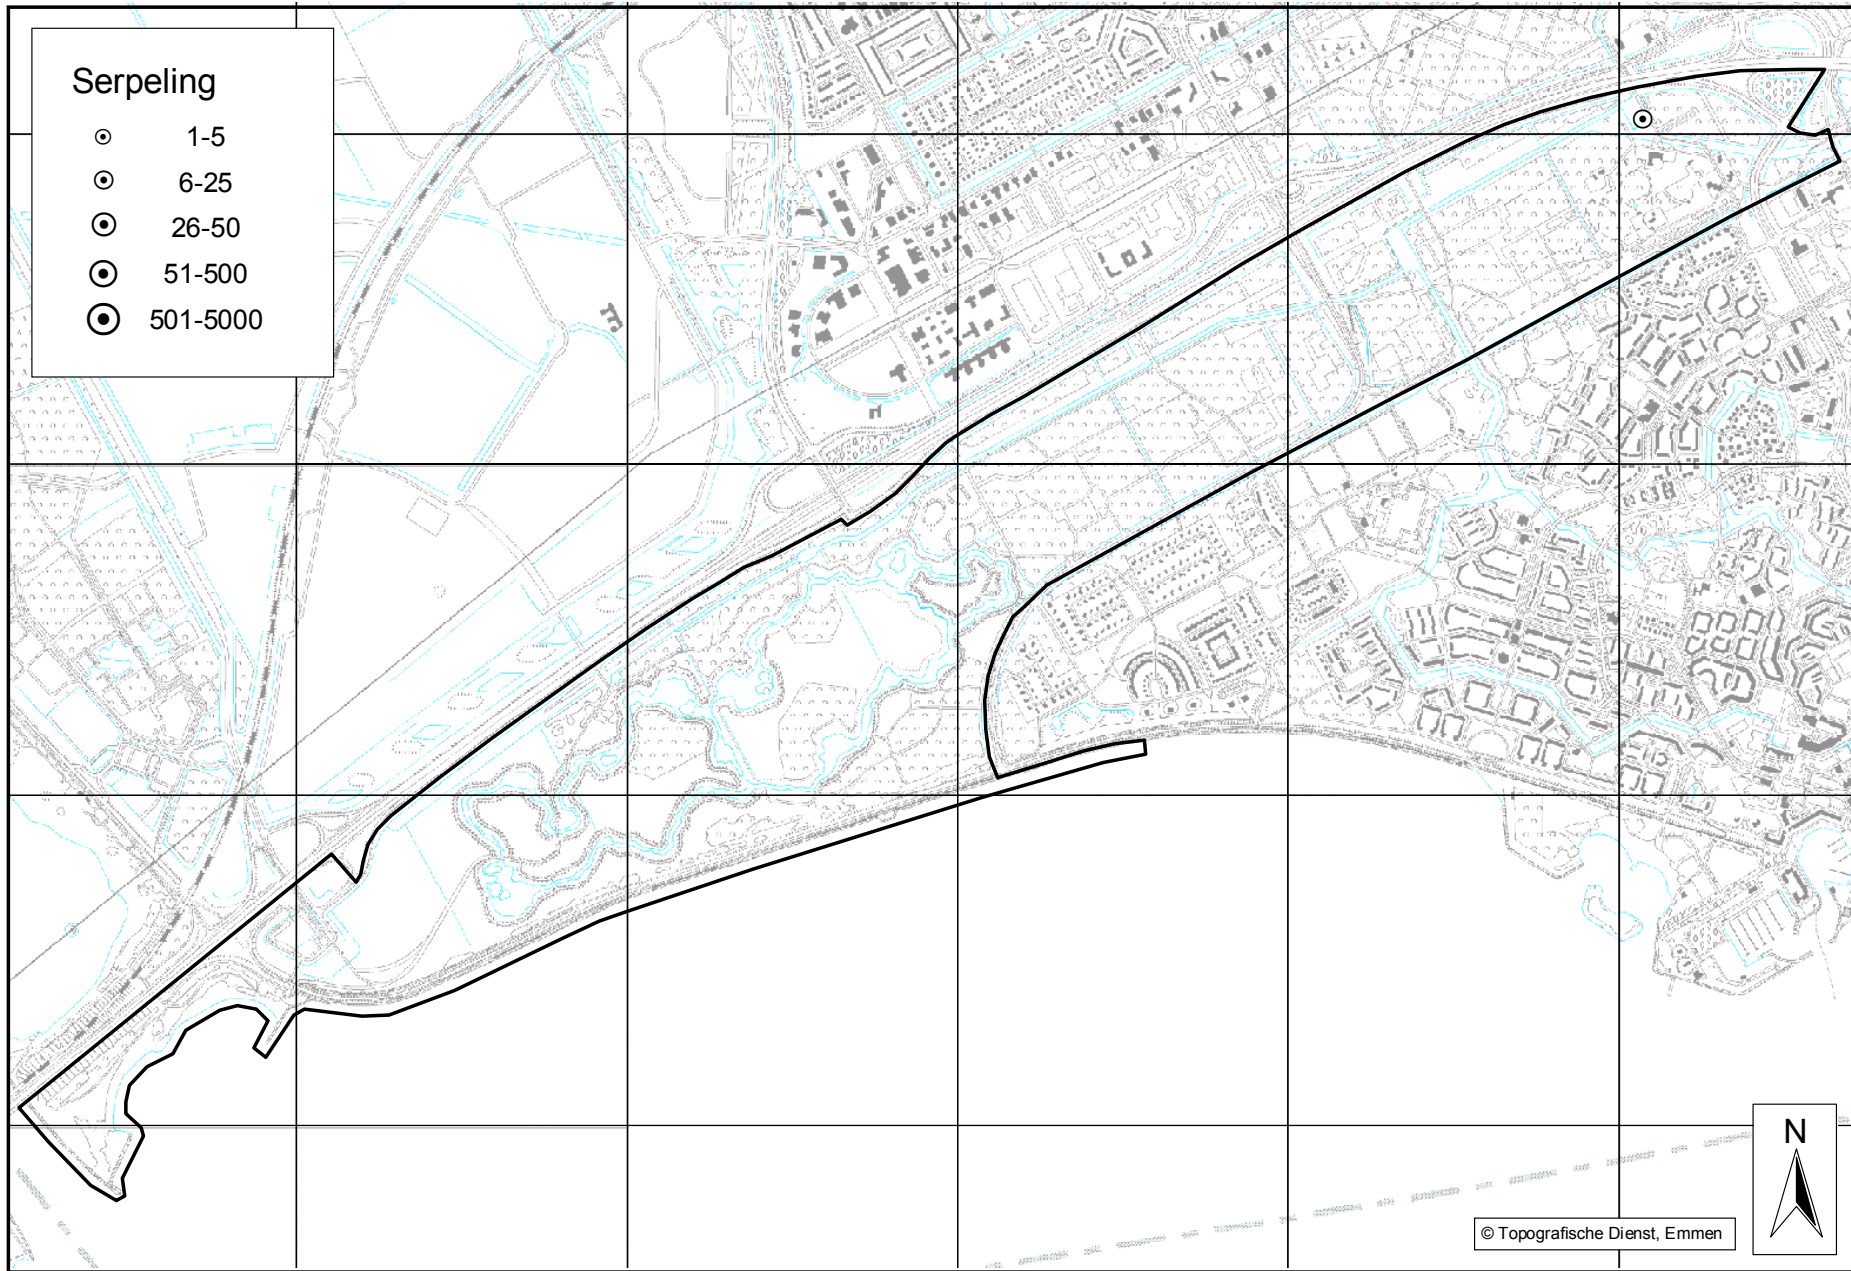 Serpeling
1-5
6-25
26-50
51-500
501-5000
N
© Topografische Dienst, Emmen